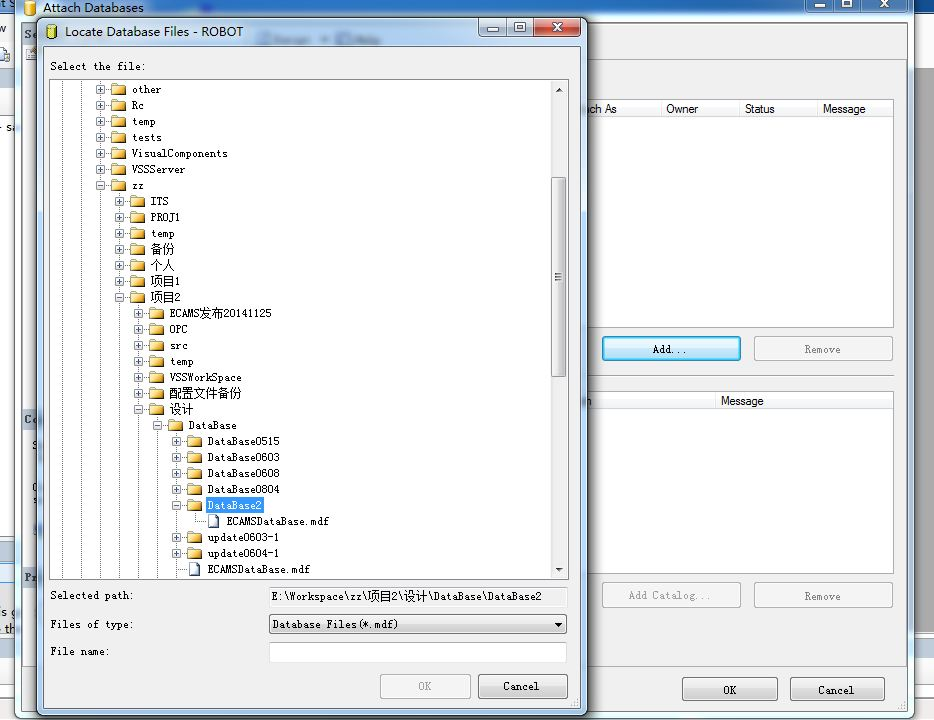 Attach Databases
Locate Database Files - ROBOT
Select the file:
other
Rc
temp
tests
VisualComponents
VSSServer
zz
ITS
PROJ1
temp
备份
个人
项目1
项目2
ECAMS发布20141125
OPC
src
temp
VSSWorkSpace
配置文件备份
设计
DataBase
DataBase0515
DataBase0603
DataBase0608
DataBase0804
DataBase2
ECAMSDataBase.mdf
update0603-1
update0604-1
ECAMSDataBase.mdf
Selected path: E:\Workspace\zz\项目2\设计\DataBase\DataBase2
Files of type: Database Files(*.mdf)
File name:
OK Cancel
As Owner Status Message
Add... Remove
Message
Add Catalog... Remove
OK Cancel